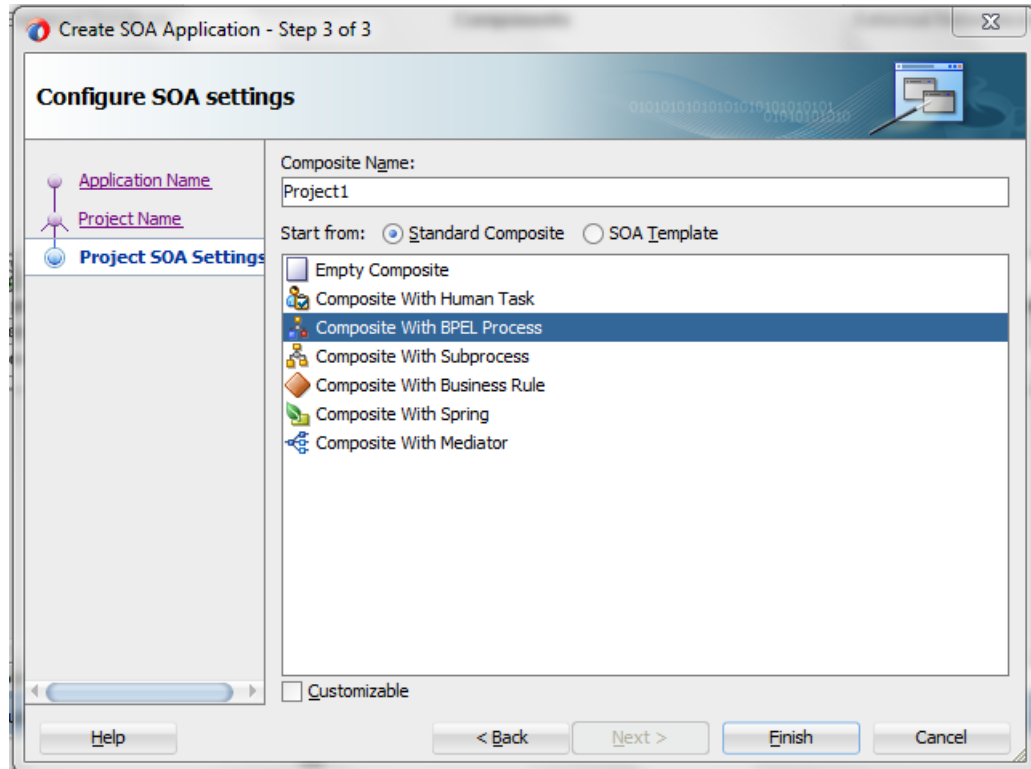 Create SOA Application - Step 3 of 3
Configure SOA settings
Application Name
Project Name
Project SOA Settings
Composite Name:
Project1
Start from: Standard Composite SOA Template
Empty Composite
Composite With Human Task
Composite With BPEL Process
Composite With Subprocess
Composite With Business Rule
Composite With Spring
Composite With Mediator
Customizable
Help < Back Next > Finish Cancel